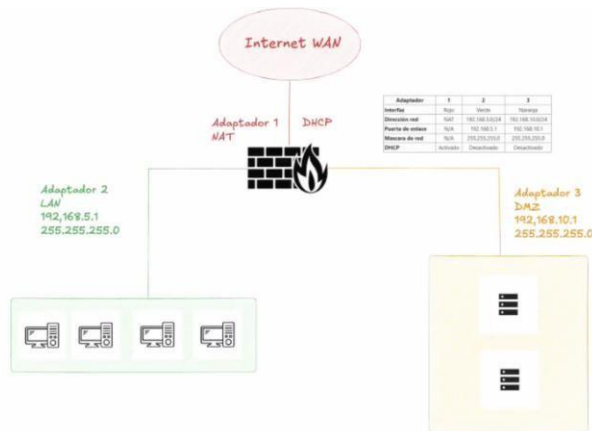 Internet WAN
Adaptador 1 DHCP
NAT
Adaptador 1 2 3
Interfaz Rojo Verde Naranja
Dirección red NAT 192.168.5.0/24 192.168.10.0/24
Puerta de enlace N/A 192.168.5.1 192.168.10.1
Máscara de red N/A 255.255.255.0 255.255.255.0
DHCP Activado Desactivado Desactivado
Adaptador 2
LAN
192,168.5.1
255.255.255.0
Adaptador 3
DMZ
192,168.10.1
255.255.255.0